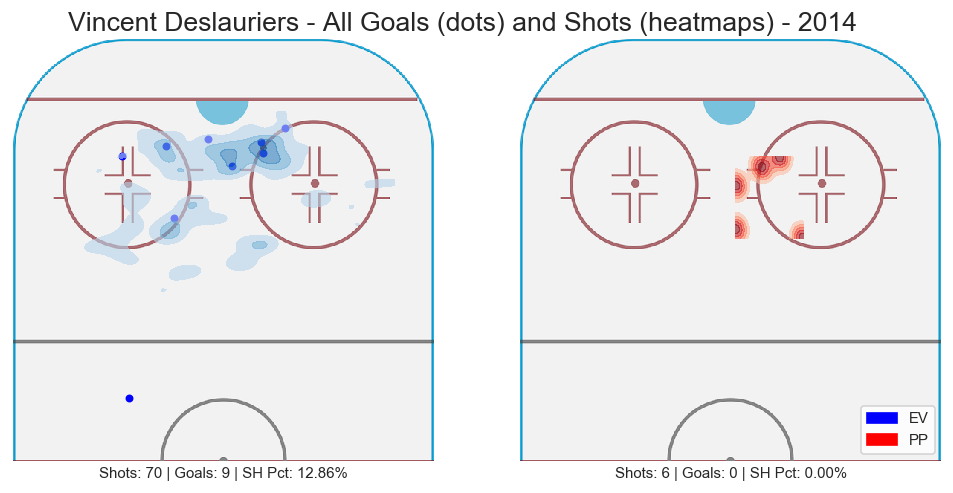 Vincent Deslauriers - All Goals (dots) and Shots (heatmaps) - 2014
EV
PP
Shots: 70 | Goals: 9 | SH Pct: 12.86%
Shots: 6 | Goals: 0 | SH Pct: 0.00%